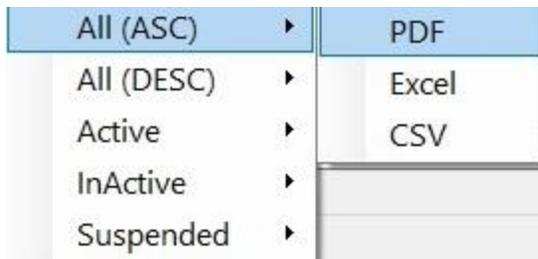 All (ASC)
All (DESC)
Active
InActive
Suspended
PDF
Excel
CSV